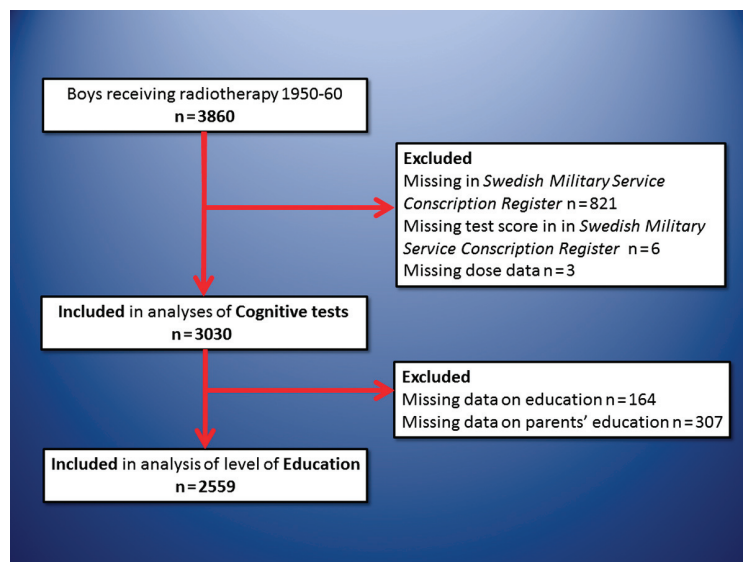 Boys receiving radiotherapy 1950-60
n=3860
Excluded
Missing in Swedish Military Service
Conscription Register n=821
Missing test score in in Swedish Military
Service Conscription Register n=6
Missing dose data n=3
Included in analyses of Cognitive tests
n=3030
Excluded
Missing data on education n=164
Missing data on parents' education n=307
Included in analysis of level of Education
n=2559